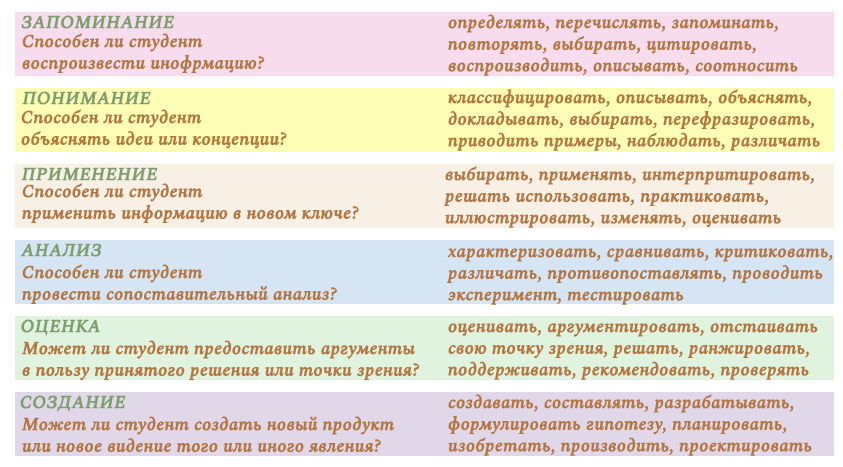 ЗАПОМИНАНИЕ
Способен ли студент
воспроизвести инофрмацию?
определять, перечислять, запоминать,
повторять, выбирать, цитировать,
воспроизводить, описывать, соотносить
ПОНИМАНИЕ
Способен ли студент
объяснять идеи или концепции?
классифицировать, описывать, объяснять,
докладывать, выбирать, перефразировать,
приводить примеры, наблюдать, различать
ПРИМЕНЕНИЕ
Способен ли студент
применить информацию в новом ключе?
выбирать, применять, интерпритировать,
решать использовать, практиковать,
иллюстрировать, изменять, оценивать
АНАЛИЗ
Способен ли студент
провести сопоставительный анализ?
характеризовать, сравнивать, критиковать,
различать, противопоставлять, проводить
эксперимент, тестировать
ОЦЕНКА
Может ли студент предоставить аргументы
в пользу принятого решения или точки зрения?
оценивать, аргументировать, отстаивать
свою точку зрения, решать, ранжировать,
поддерживать, рекомендовать, проверять
СОЗДАНИЕ
Может ли студент создать новый продукт
или новое видение того или иного явления?
создавать, составлять, разрабатывать,
формулировать гипотезу, планировать,
изобретать, производить, проектировать